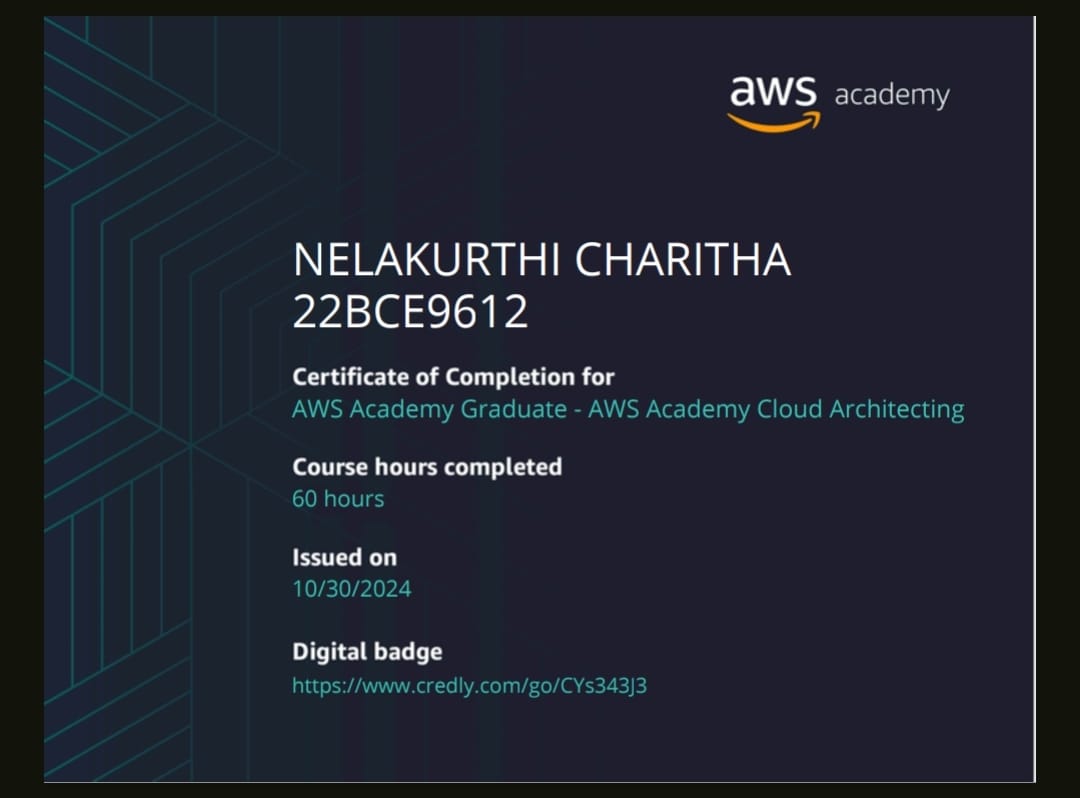 aws academy
NELAKURTHI CHARITHA
22BCE9612
Certificate of Completion for
AWS Academy Graduate - AWS Academy Cloud Architecting
Course hours completed
60 hours
Issued on
10/30/2024
Digital badge
https://www.credly.com/go/CYs343J3